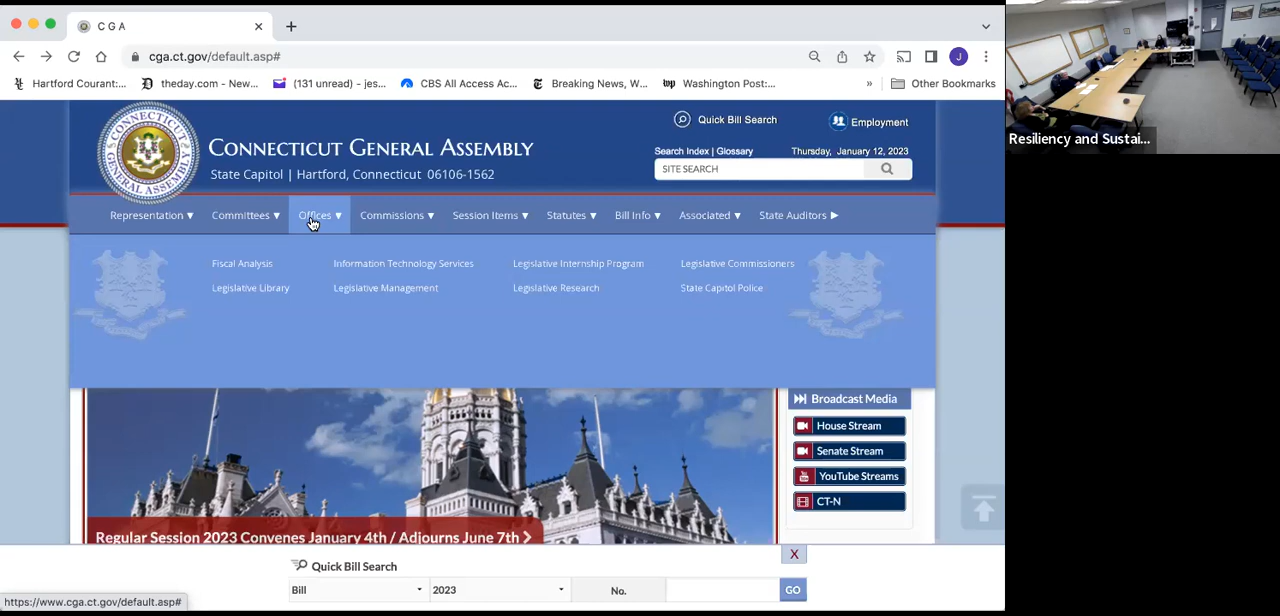 C G A
cga.ct.gov/default.asp#
Hartford Courant:...
theday.com - New...
(131 unread) - jes...
CBS All Access Ac...
Breaking News, W...
Washington Post:...
»
Other Bookmarks
J
CONNECTICUT GENERAL ASSEMBLY
CONNECTICUT GENERAL ASSEMBLY
State Capitol | Hartford, Connecticut 06106-1562
Quick Bill Search
Employment
Search Index | Glossary
Thursday, January 12, 2023
SITE SEARCH
Representation ▼
Committees ▼
Offices ▼
Commissions ▼
Session Items ▼
Statutes ▼
Bill Info ▼
Associated ▼
State Auditors ▶
Fiscal Analysis
Information Technology Services
Legislative Internship Program
Legislative Commissioners
Legislative Library
Legislative Management
Legislative Research
State Capitol Police
Broadcast Media
House Stream
Senate Stream
YouTube Streams
CT-N
Regular Session 2023 Convenes January 4th / Adjourns June 7th
X
Quick Bill Search
Bill
2023
No.
GO
https://www.cga.ct.gov/default.asp#
Resiliency and Sustai...